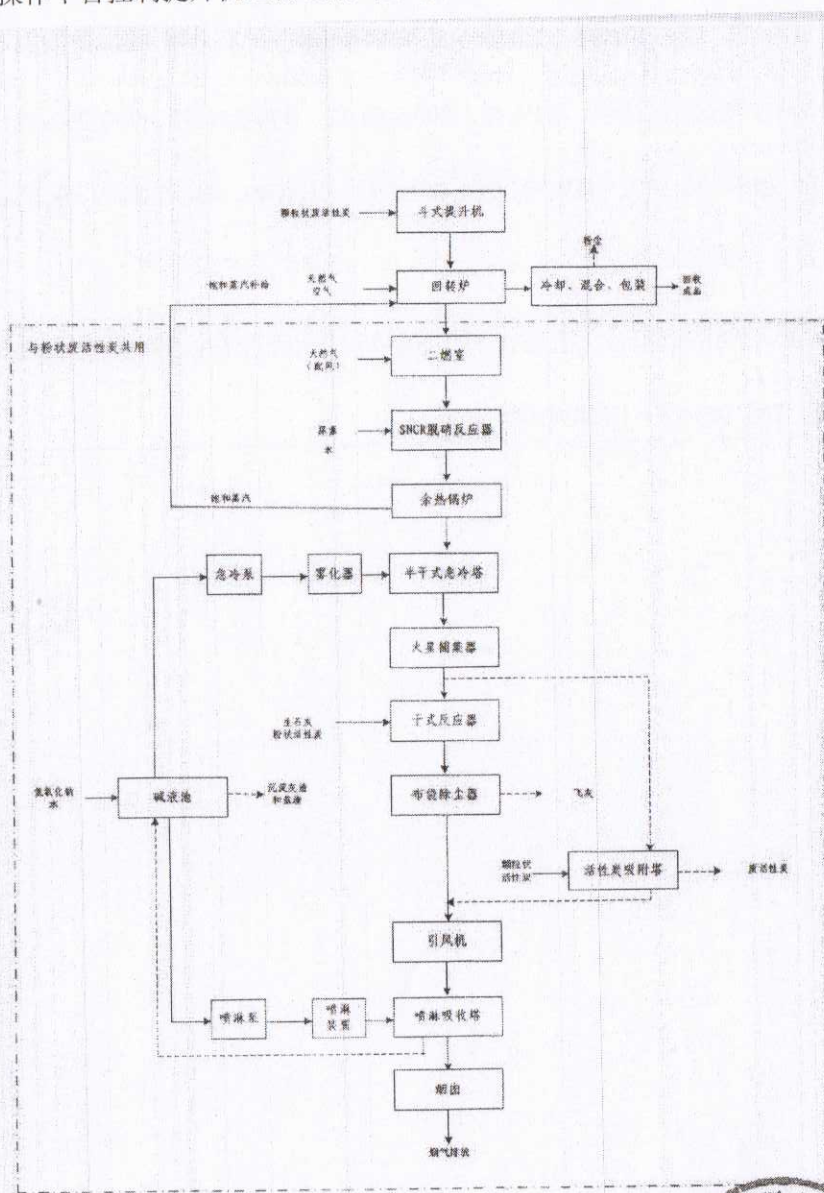 颗粒状废活性炭
斗式提升机
粉尘
饱和蒸汽补给
天然气
空气
回转炉
冷却、混合、包装
回收
成品
与粉状废活性炭共用
天然气
(配风)
二燃室
尿素
水
SNCR脱硝反应器
饱和蒸汽
余热锅炉
急冷泵
雾化器
半干式急冷塔
火星捕集器
生石灰
粉状活性炭
干式反应器
氢氧化钠
水
碱液池
沉淀灰渣
和盐渣
布袋除尘器
飞灰
颗粒状
活性炭
活性炭吸附塔
废活性炭
引风机
喷淋泵
喷淋
装置
喷淋吸收塔
烟囱
烟气排放